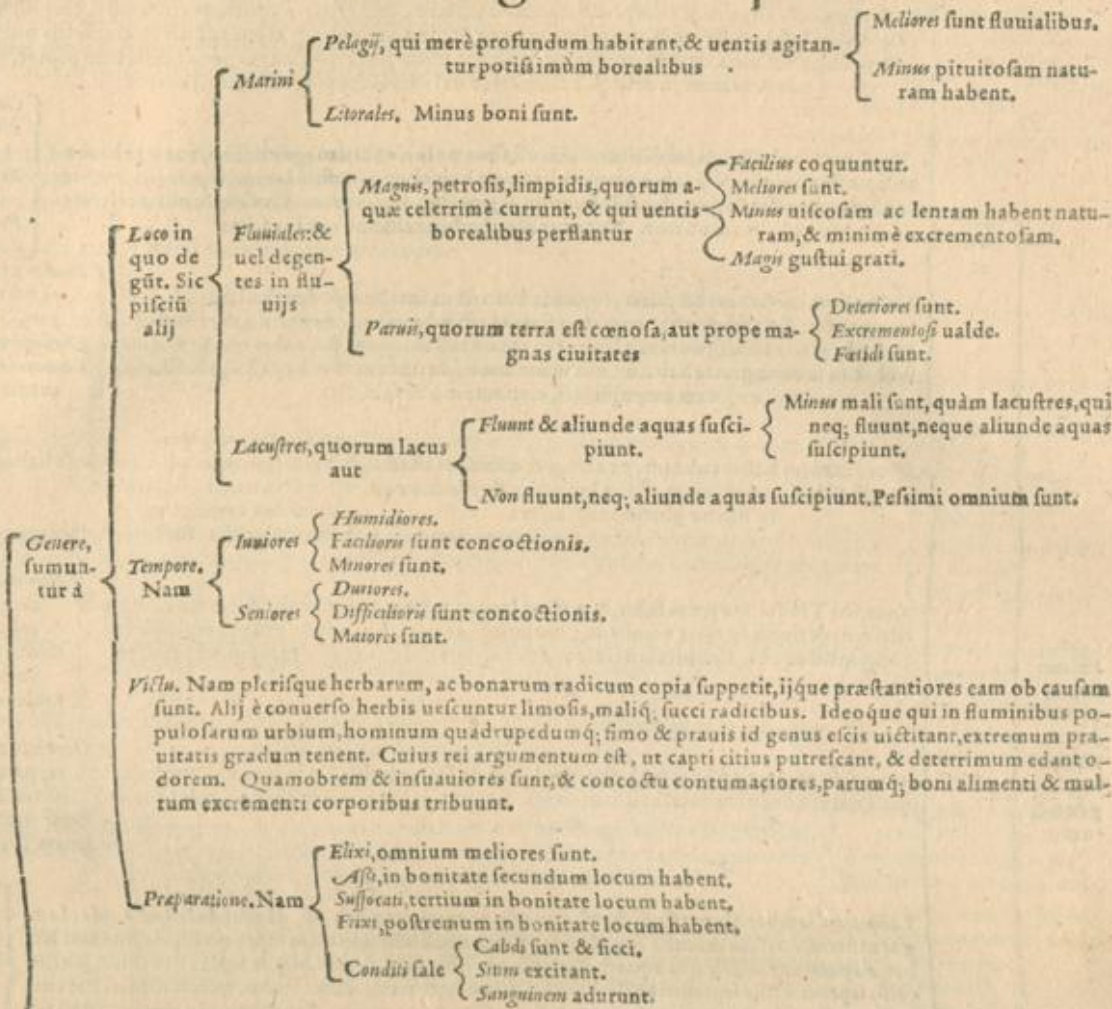 Meliores sunt fluuialibus.
Pelagij, qui merè profundum habitant, & uentis agitan-
tur potissimùm borealibus
Minus pituitosam natu-
ram habent.
Marini
Litorales. Minus boni sunt.
Magnis, petrosis, limpidis, quorum a-
quæ celerrimè currunt, & qui uentis
borealibus perflantur
Facilius coquuntur.
Meliores sunt.
Minus uiscosam ac lentam habent natu-
ram, & minimè excrementosam.
Magis gustui grati.
Loco in
quo de
gūt. Sic
pisciū
alij
Fluuiales: &
uel degen-
tes in flu-
uijs
Paruis, quorum terra est cœnosa, aut prope ma-
gnas ciuitates
Deteriores sunt.
Excrementosi ualde.
Fœtidi sunt.
Lacustres, quorum lacus
aut
Fluunt & aliunde aquas susci-
piunt.
Minus mali sunt, quàm lacustres, qui
neq; fluunt, neque aliunde aquas
suscipiunt.
Non fluunt, neq; aliunde aquas suscipiunt. Pessimi omnium sunt.
Genere,
sumun-
tur à
Tempore.
Nam
Iuniores
Humidiores.
Facilioris sunt concoctionis.
Minores sunt.
Seniores
Duriores.
Difficilioris sunt concoctionis.
Maiores sunt.
Victu. Nam plerisque herbarum, ac bonarum radicum copia suppetit, ijque præstantiores eam ob causam
sunt. Alij è conuerso herbis uescuntur limosis, maliq; succi radicibus. Ideoque qui in fluminibus po-
pulosarum urbium, hominum quadrupedumq; fimo & prauis id genus escis uictitant, extremum pra-
uitatis gradum tenent. Cuius rei argumentum est, ut capti citius putrescant, & deterrimum edant o-
dorem. Quamobrem & insuauiores sunt, & concoctu contumaciores, parumq; boni alimenti & mul-
tum excrementi corporibus tribuunt.
Præparatione. Nam
Elixi, omnium meliores sunt.
Assi, in bonitate secundum locum habent.
Suffocati, tertium in bonitate locum habent.
Frixi, postremum in bonitate locum habent.
Conditi sale
Calidi sunt & sicci.
Sitim excitant.
Sanguinem adurunt.